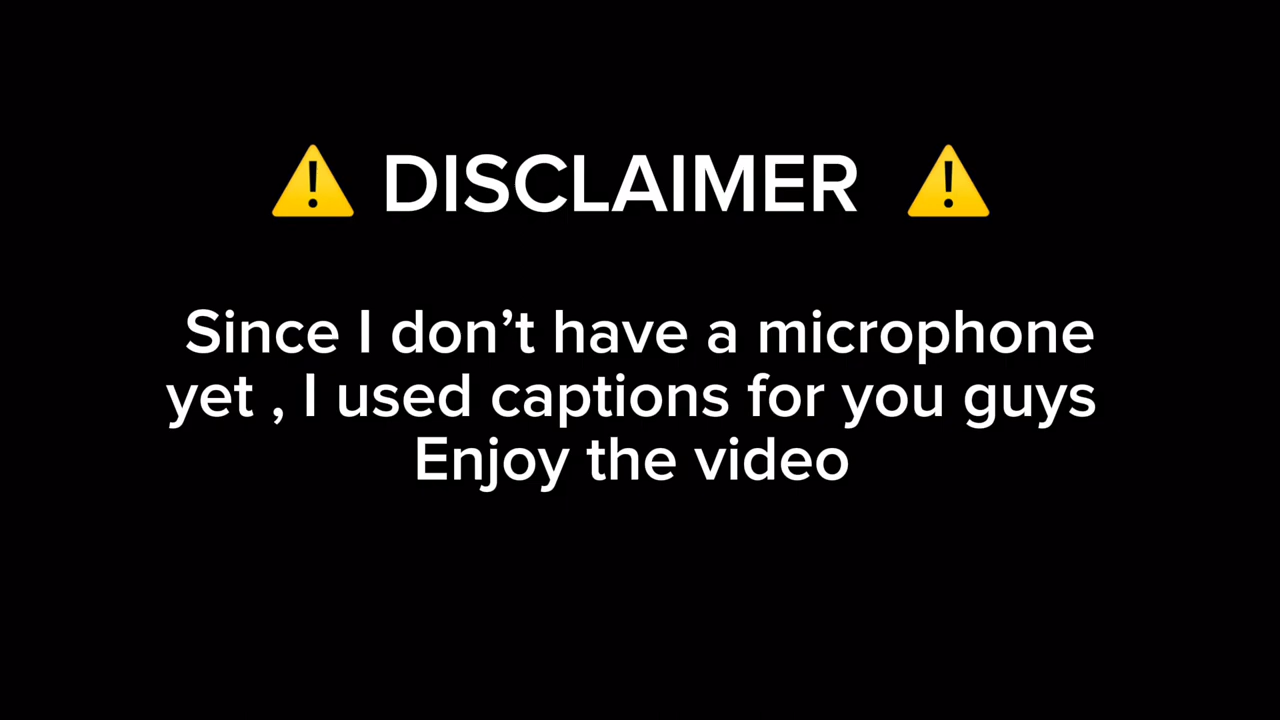 ⚠️ DISCLAIMER ⚠️
Since I don’t have a microphone
yet , I used captions for you guys
Enjoy the video